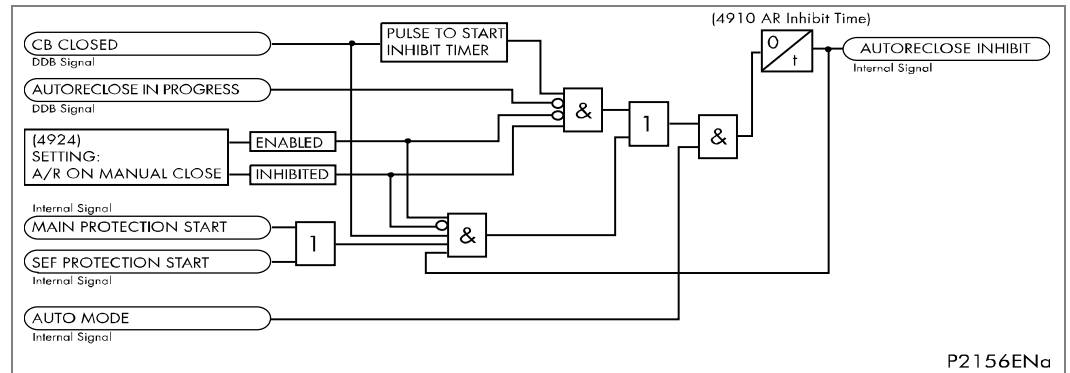 (4910 AR Inhibit Time)
CB CLOSED
DDB Signal
PULSE TO START
INHIBIT TIMER
O
t
AUTORECLOSE INHIBIT
Internal Signal
AUTORECLOSE IN PROGRESS
DDB Signal
&
1
&
(4924)
SETTING:
A/R ON MANUAL CLOSE
ENABLED
INHIBITED
Internal Signal
MAIN PROTECTION START
1
&
SEF PROTECTION START
Internal Signal
AUTO MODE
Internal Signal
P2156ENa